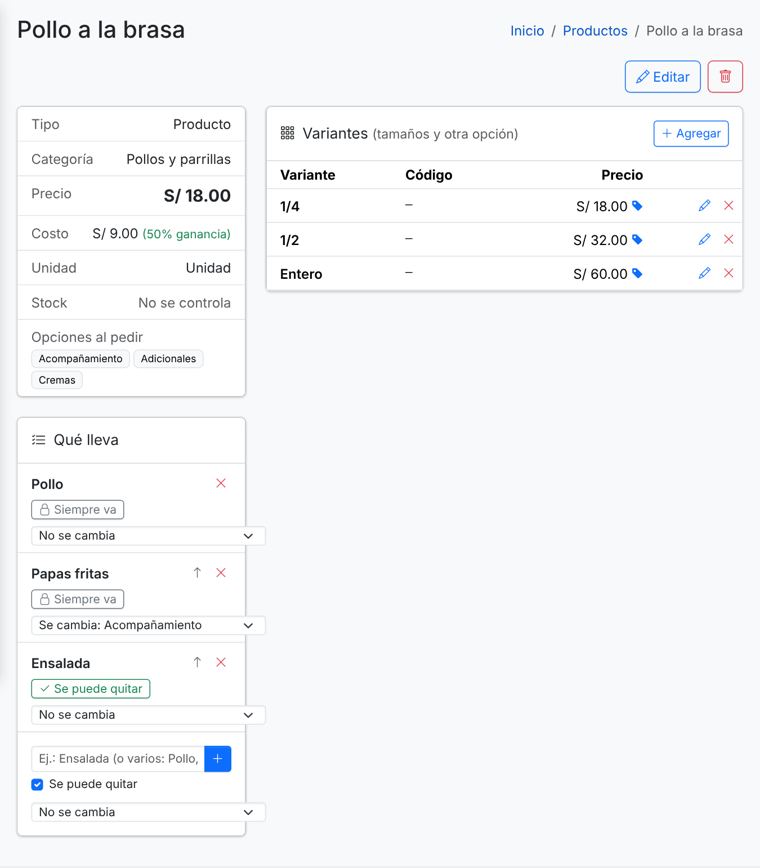 Pollo a la brasa
Inicio / Productos / Pollo a la brasa
Editar
Tipo Producto
Categoría Pollos y parrillas
Precio S/ 18.00
Costo S/ 9.00 (50% ganancia)
Unidad Unidad
Stock No se controla
Opciones al pedir
Acompañamiento Adicionales
Cremas
Variantes (tamaños y otra opción)
+ Agregar
Variante Código Precio
1/4 – S/ 18.00
1/2 – S/ 32.00
Entero – S/ 60.00
Qué lleva
Pollo
Siempre va
No se cambia
Papas fritas
Siempre va
Se cambia: Acompañamiento
Ensalada
Se puede quitar
No se cambia
Ej.: Ensalada (o varios: Pollo,
+
Se puede quitar
No se cambia